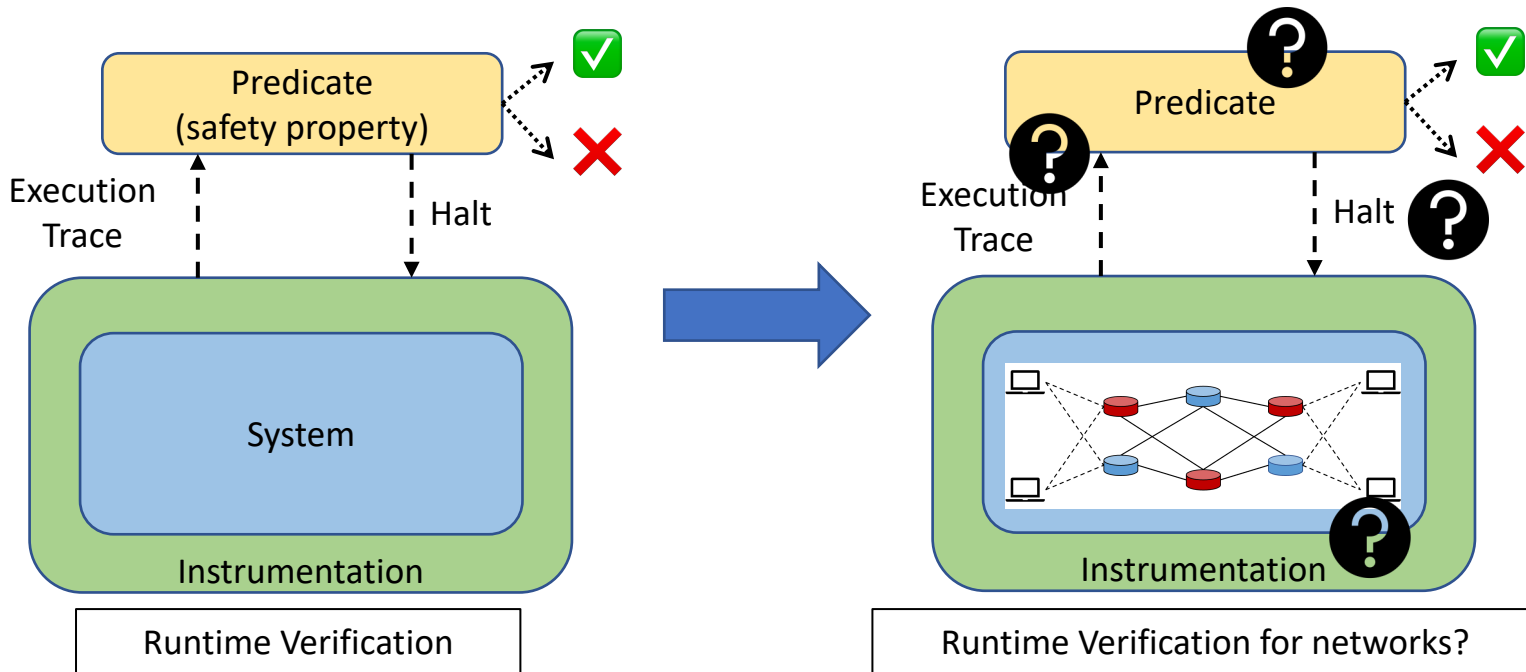 Predicate
(safety property)
Execution
Trace
Halt
System
Instrumentation
Runtime Verification
Predicate
Execution
Trace
Halt
Instrumentation
Runtime Verification for networks?